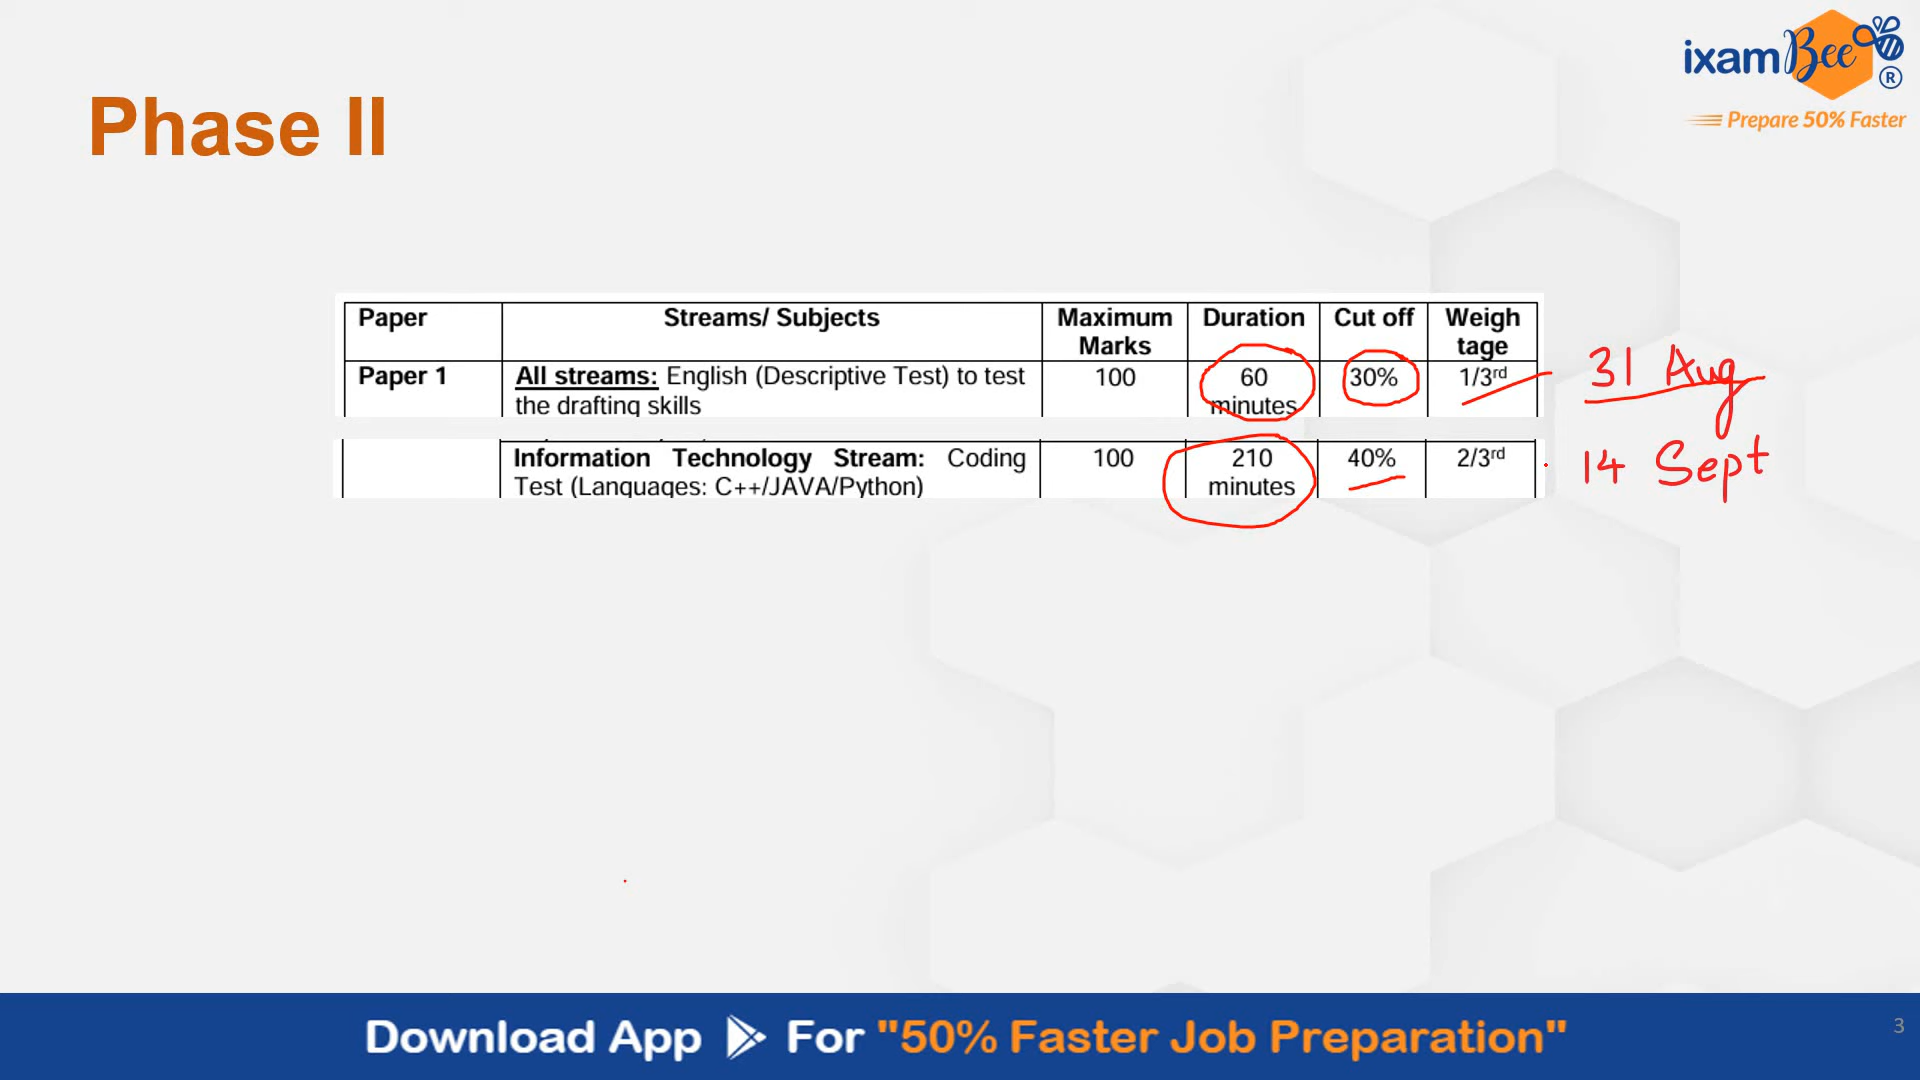 ixamBee ®
Prepare 50% Faster
Phase II
Paper Streams/ Subjects Maximum Marks Duration Cut off Weigh tage
Paper 1 All streams: English (Descriptive Test) to test the drafting skills 100 60 minutes 30% 1/3rd 31 Aug
Information Technology Stream: Coding Test (Languages: C++/JAVA/Python) 100 210 minutes 40% 2/3rd 14 Sept
Download App For "50% Faster Job Preparation"
3